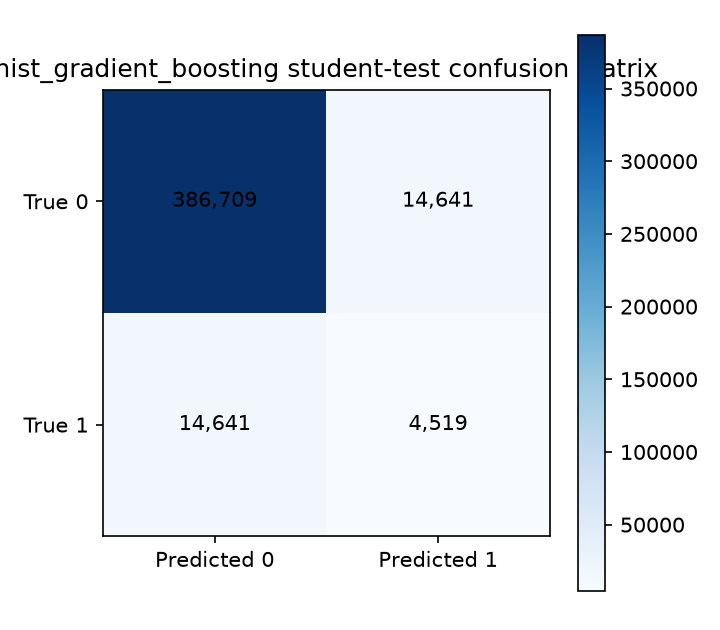 hist_gradient_boosting student-test confusion atrix
350000
True 0
386,709
14,641
300000
250000
200000
150000
True 1
14,641
4,519
100000
50000
Predicted 0
Predicted 1